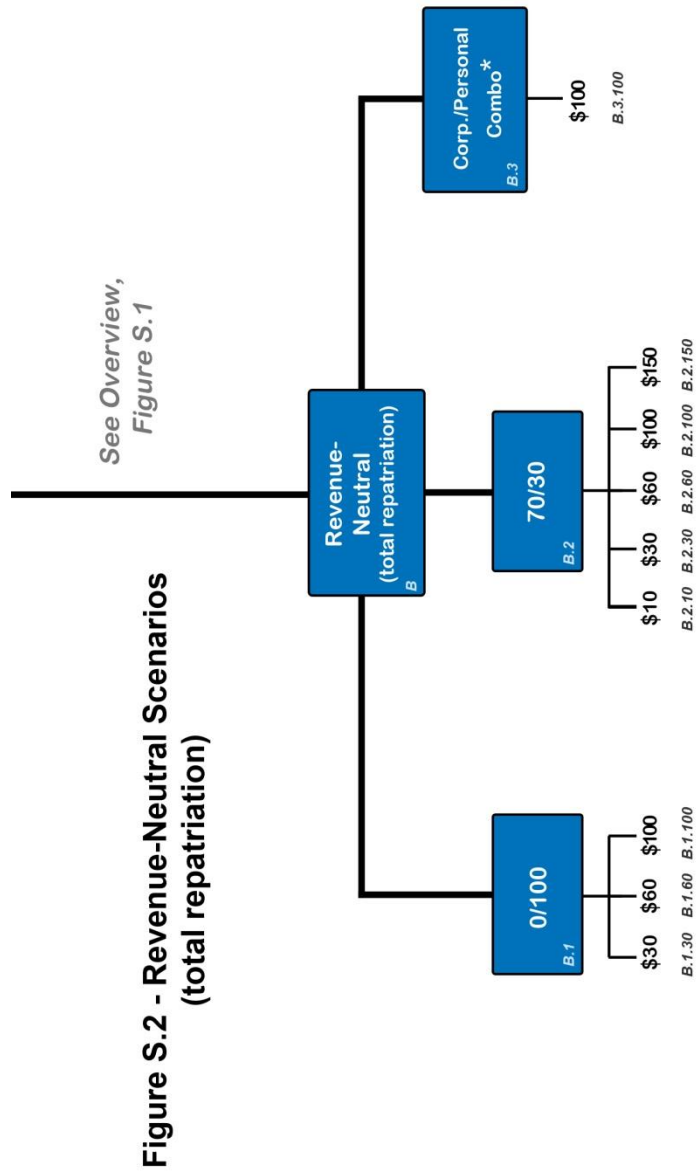 Figure S.2 - Revenue-Neutral Scenarios
(total repatriation)
See Overview,
Figure S.1
Revenue-
Neutral
(total repatriation)
B
0/100
B.1
$30 $60 $100
B.1.30 B.1.60 B.1.100
70/30
B.2
$10 $30 $60 $100 $150
B.2.10 B.2.30 B.2.60 B.2.100 B.2.150
Corp./Personal
Combo*
B.3
$100
B.3.100